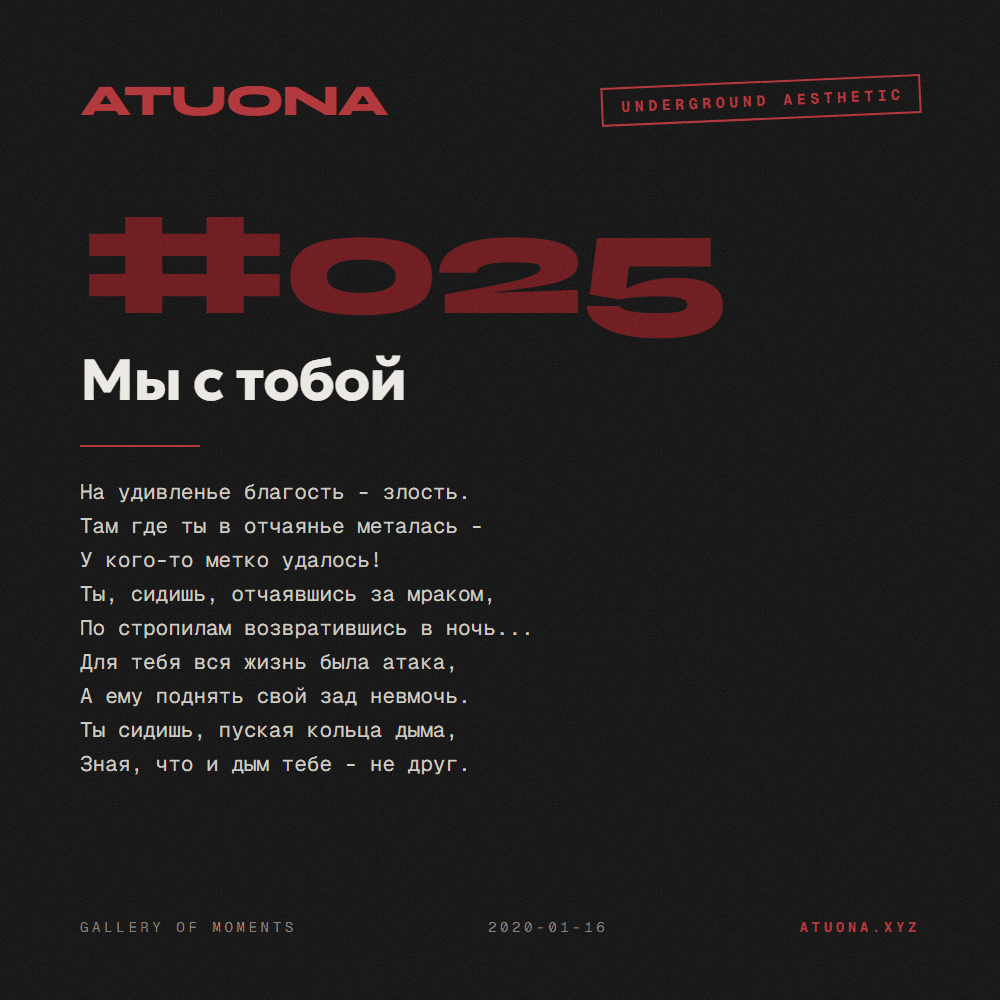 ATUONA
UNDERGROUND AESTHETIC
#025
Мы с тобой
На удивленье благость - злость.
Там где ты в отчаянье металась -
У кого-то метко удалось!
Ты, сидишь, отчаявшись за мраком,
По стропилам возвратившись в ночь...
Для тебя вся жизнь была атака,
А ему поднять свой зад невмочь.
Ты сидишь, пуская кольца дыма,
Зная, что и дым тебе - не друг.
GALLERY OF MOMENTS
2020-01-16
ATUONA.XYZ